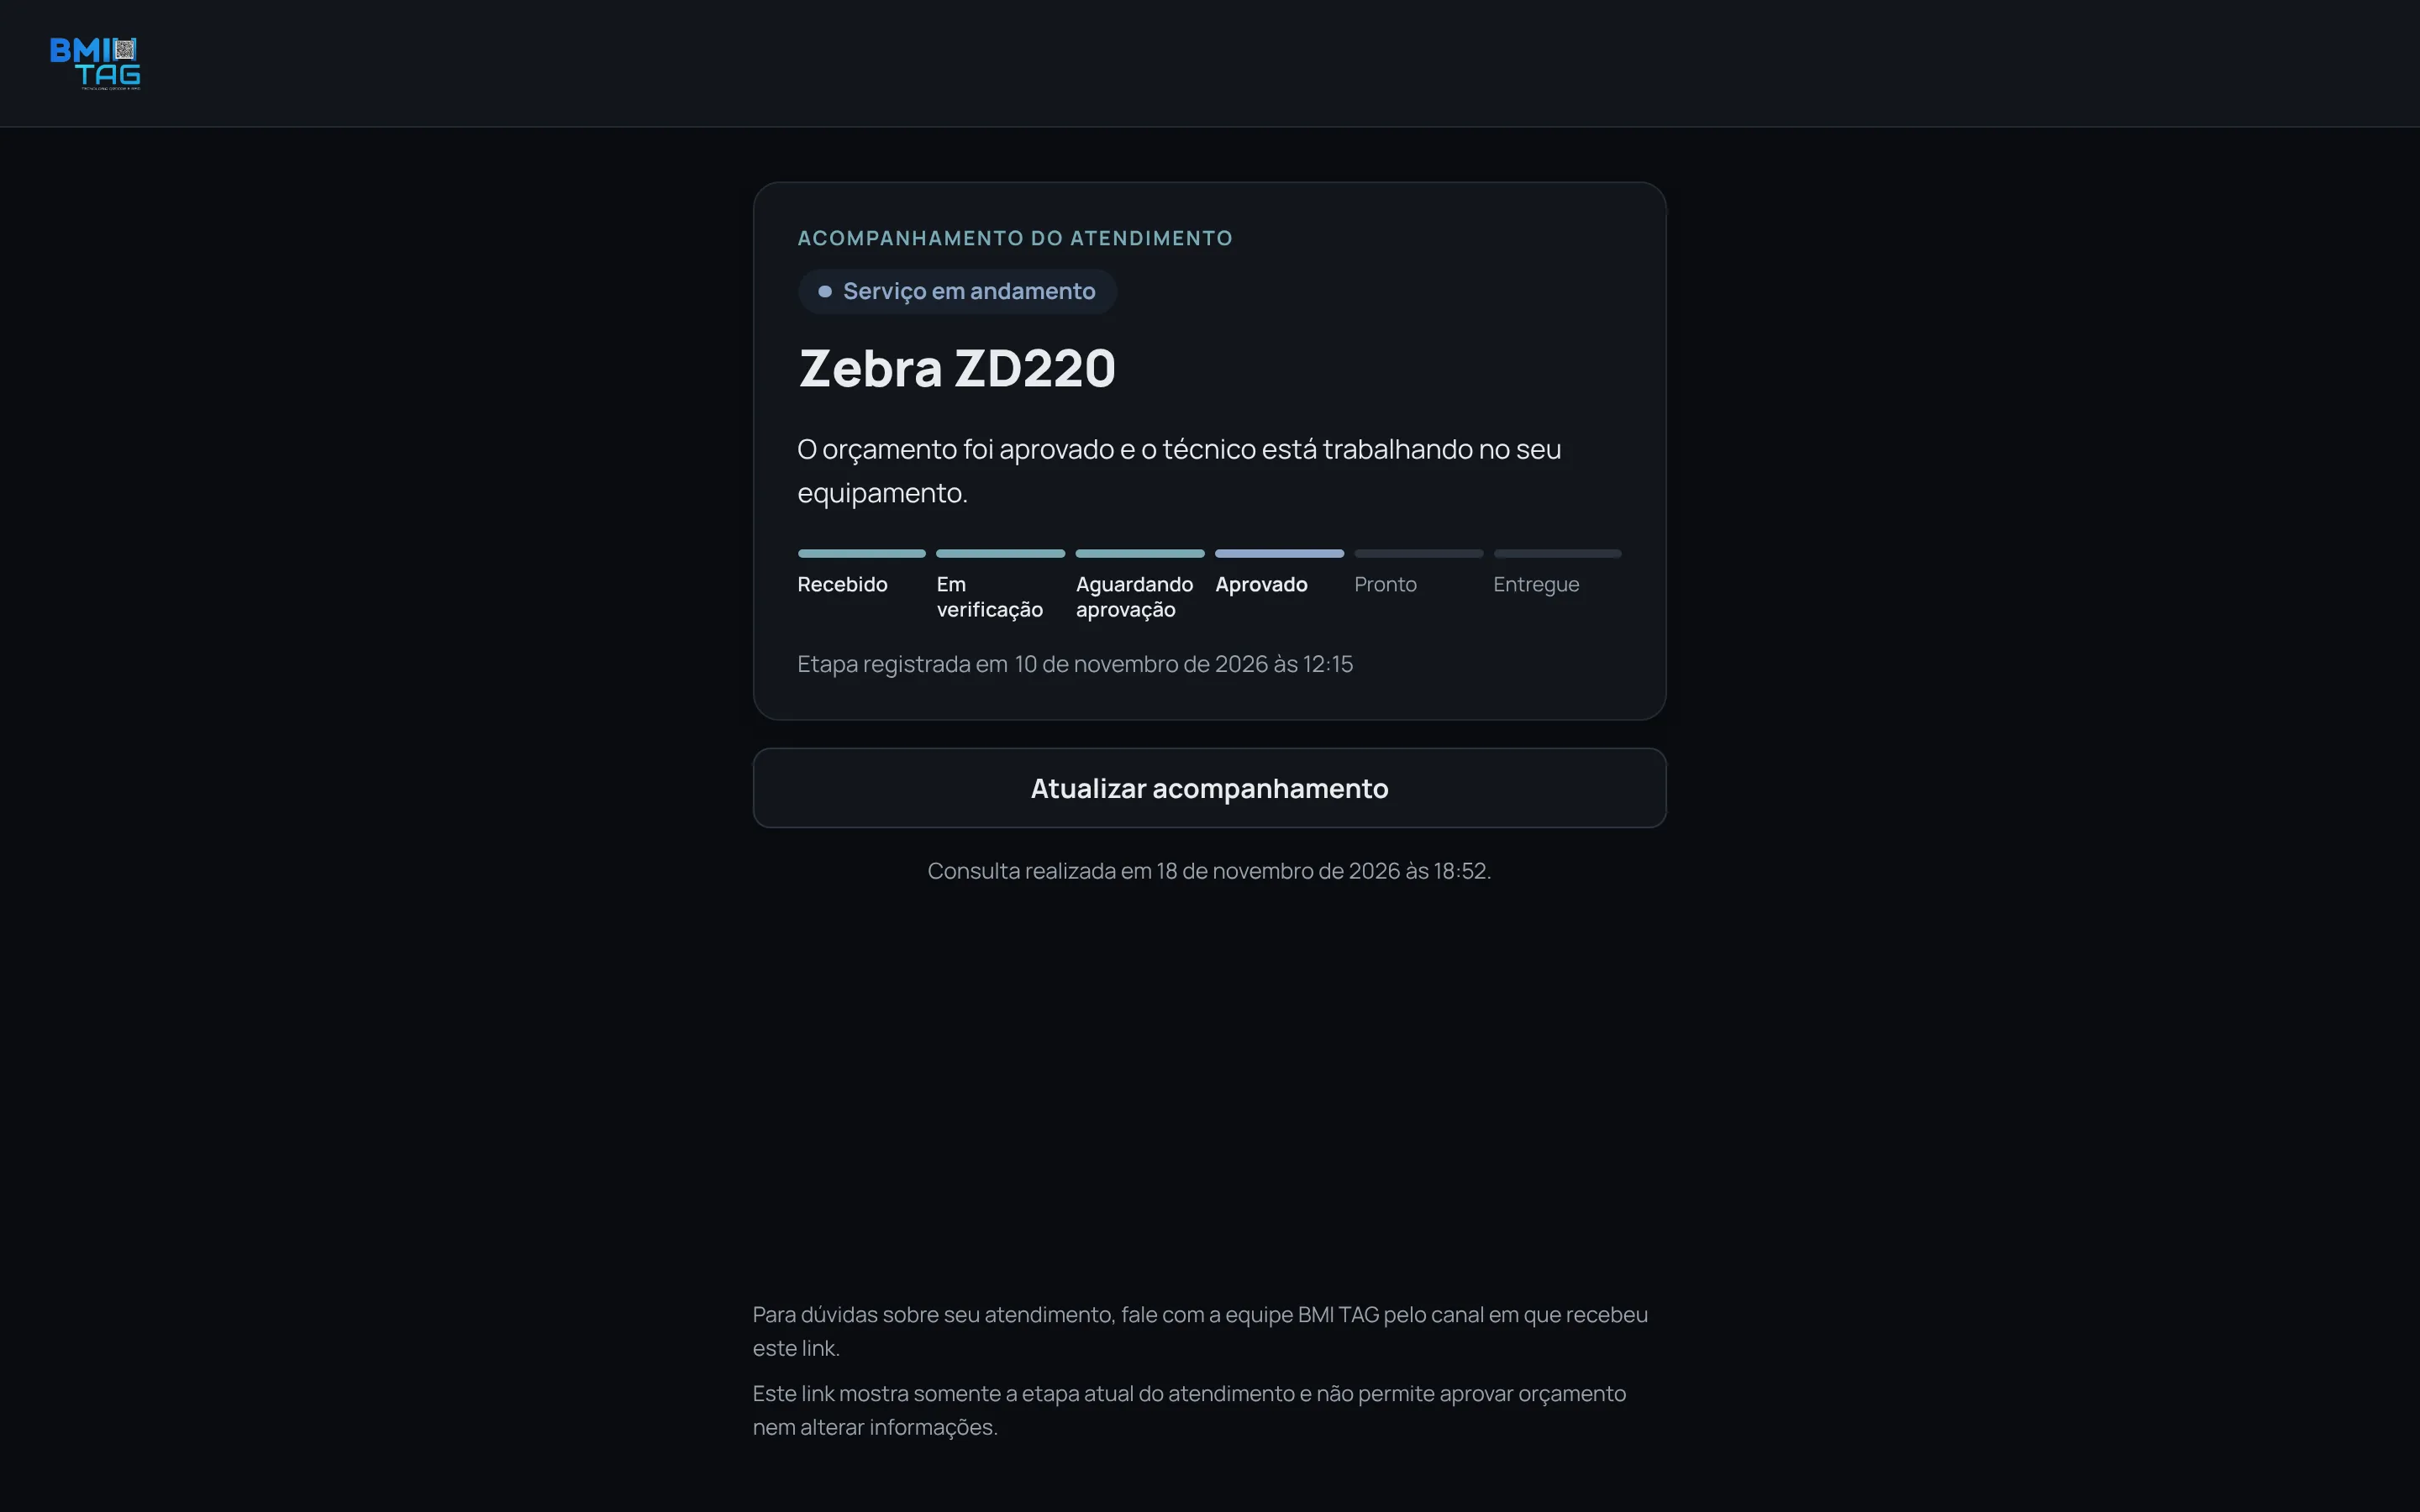 BMI
TAG
ACOMPANHAMENTO DO ATENDIMENTO
Serviço em andamento
Zebra ZD220
O orçamento foi aprovado e o técnico está trabalhando no seu
equipamento.
Recebido
Em
verificação
Aguardando
aprovação
Aprovado
Pronto
Entregue
Etapa registrada em 10 de novembro de 2026 às 12:15
Atualizar acompanhamento
Consulta realizada em 18 de novembro de 2026 às 18:52.
Para dúvidas sobre seu atendimento, fale com a equipe BMI TAG pelo canal em que recebeu
este link.
Este link mostra somente a etapa atual do atendimento e não permite aprovar orçamento
nem alterar informações.